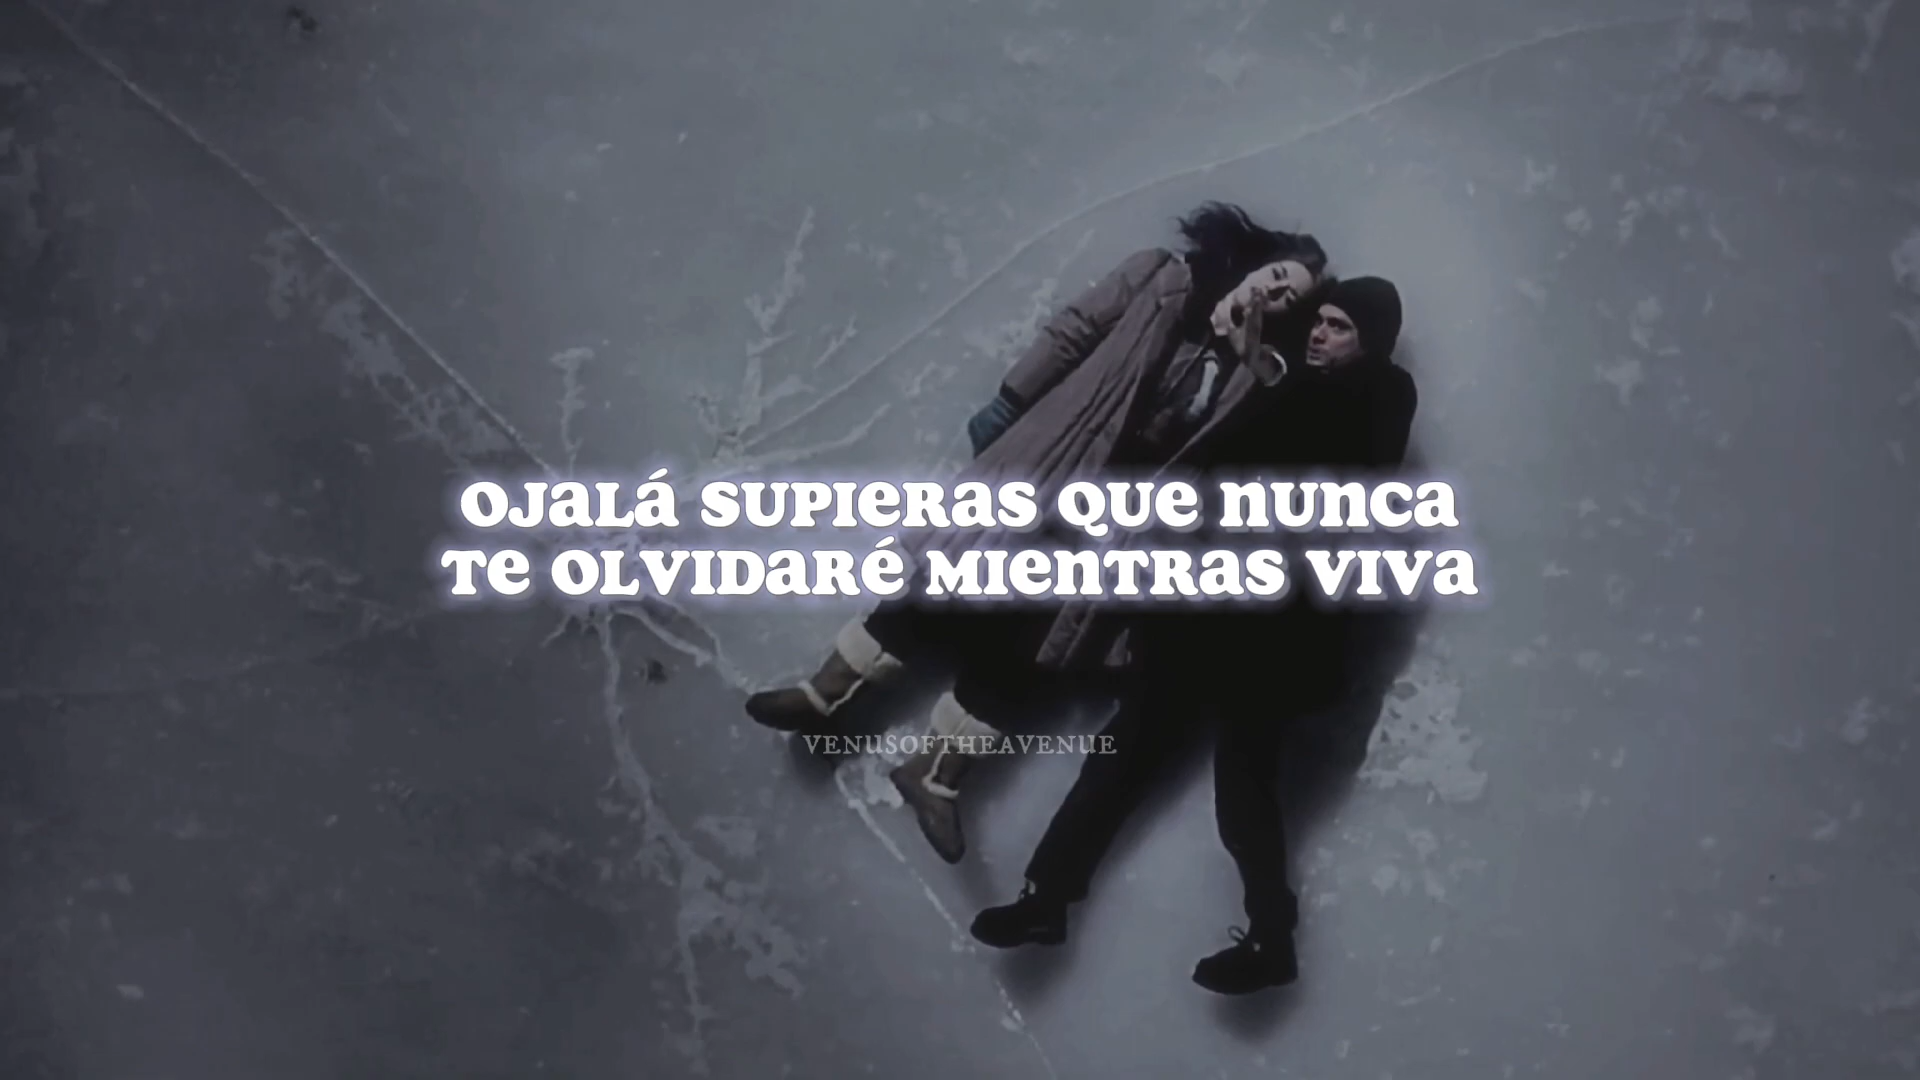 OJALÁ SUPIERAS QUE NUNCA
TE OLVIDARÉ MIENTRAS VIVA
VENUSOFTHEAVENUE